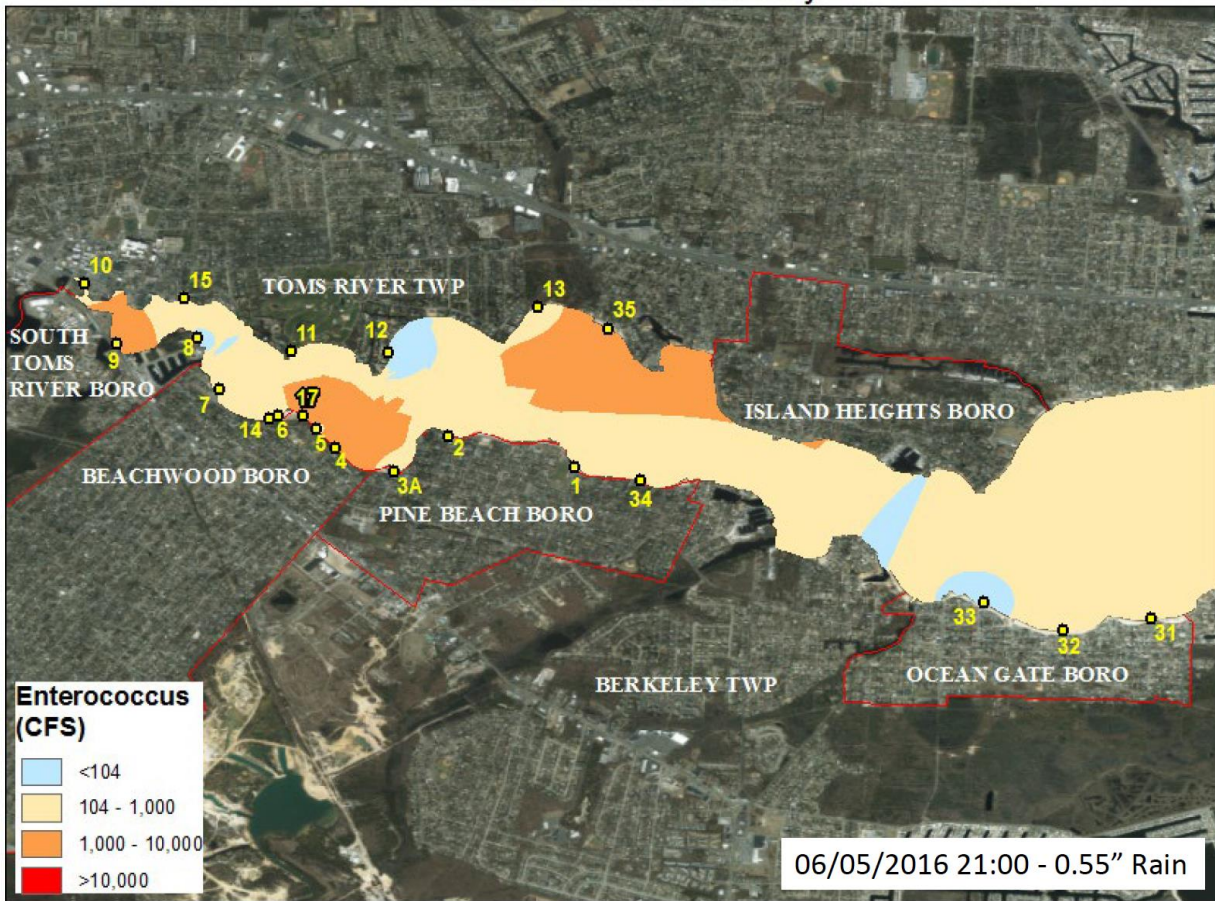 10
15
TOMS RIVER TWP
13
35
11
12
8
9
SOUTH
TOMS
RIVER BORO
7
17
14
6
5
4
2
ISLAND HEIGHTS BORO
BEACHWOOD BORO
3A
1
34
PINE BEACH BORO
33
32
31
BERKELEY TWP
OCEAN GATE BORO
Enterococcus
(CFS)
<104
104 - 1,000
1,000 - 10,000
>10,000
06/05/2016 21:00 - 0.55” Rain